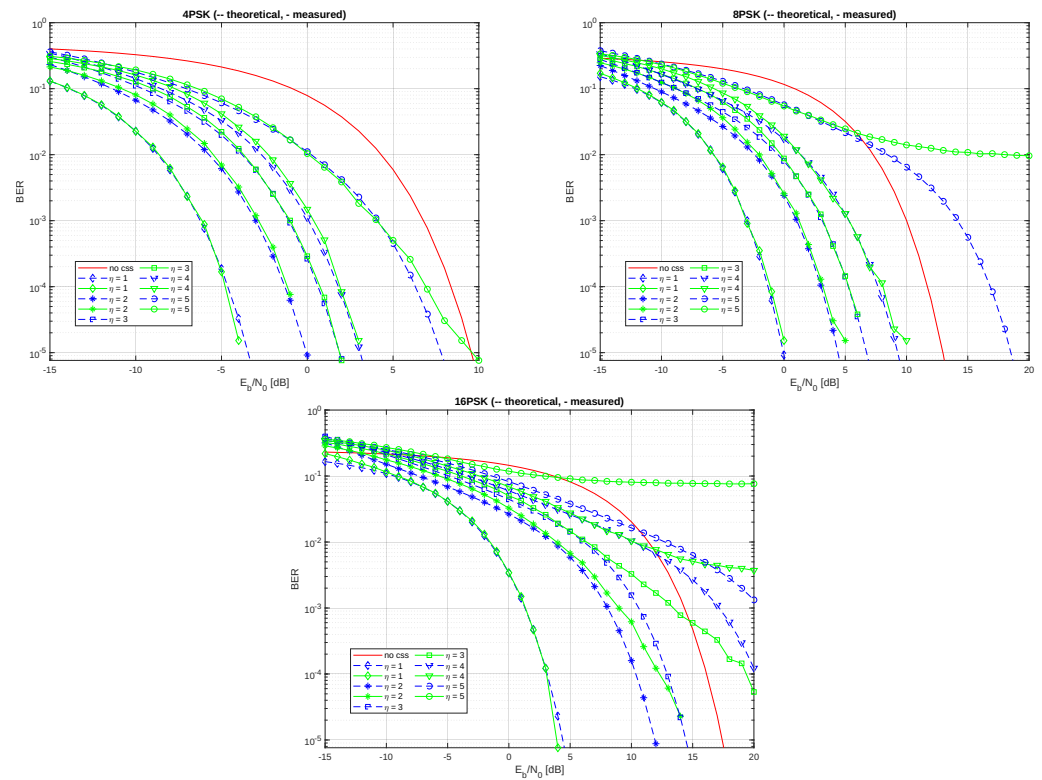 4PSK (-- theoretical, - measured)
10^0
10^-1
10^-2
10^-3
10^-4
10^-5
BER
no css
η = 1
η = 1
η = 2
η = 2
η = 3
η = 3
η = 4
η = 4
η = 5
η = 5
-15 -10 -5 0 5 10
E_b/N_0 [dB]
8PSK (-- theoretical, - measured)
10^0
10^-1
10^-2
10^-3
10^-4
10^-5
BER
no css
η = 1
η = 1
η = 2
η = 2
η = 3
η = 3
η = 4
η = 4
η = 5
η = 5
-15 -10 -5 0 5 10 15 20
E_b/N_0 [dB]
16PSK (-- theoretical, - measured)
10^0
10^-1
10^-2
10^-3
10^-4
10^-5
BER
no css
η = 1
η = 1
η = 2
η = 2
η = 3
η = 3
η = 4
η = 4
η = 5
η = 5
-15 -10 -5 0 5 10 15 20
E_b/N_0 [dB]